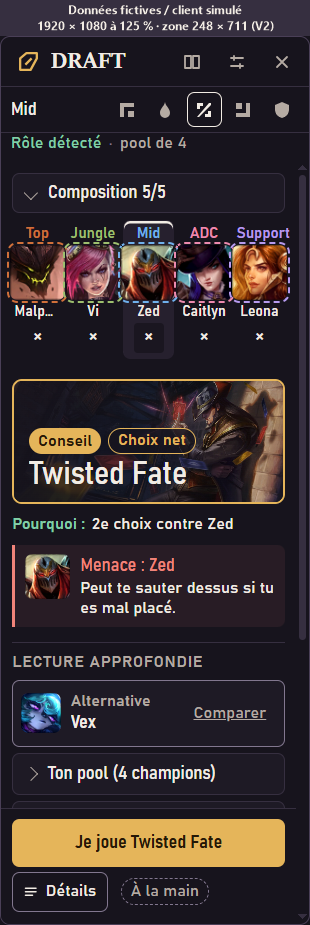 Données fictives / client simulé
1920 × 1080 à 125 % · zone 248 × 711 (V2)
DRAFT
Mid
Rôle détecté · pool de 4
Composition 5/5
Top Jungle Mid ADC Support
Malp... Vi Zed Caitlyn Leona
× × × × ×
Conseil Choix net
Twisted Fate
Pourquoi : 2e choix contre Zed
Menace : Zed
Peut te sauter dessus si tu
es mal placé.
LECTURE APPROFONDIE
Alternative
Vex
Comparer
Ton pool (4 champions)
Je joue Twisted Fate
Détails À la main